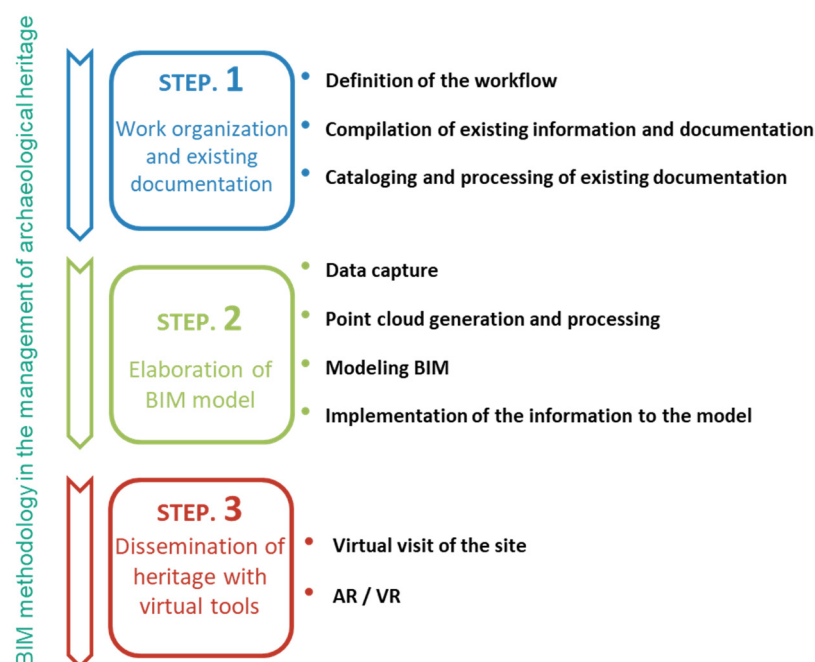 BIM methodology in the management of archaeological heritage
STEP. 1
Work organization
and existing
documentation
• Definition of the workflow
• Compilation of existing information and documentation
• Cataloging and processing of existing documentation
STEP. 2
Elaboration of
BIM model
• Data capture
• Point cloud generation and processing
• Modeling BIM
• Implementation of the information to the model
STEP. 3
Dissemination of
heritage with
virtual tools
• Virtual visit of the site
• AR / VR